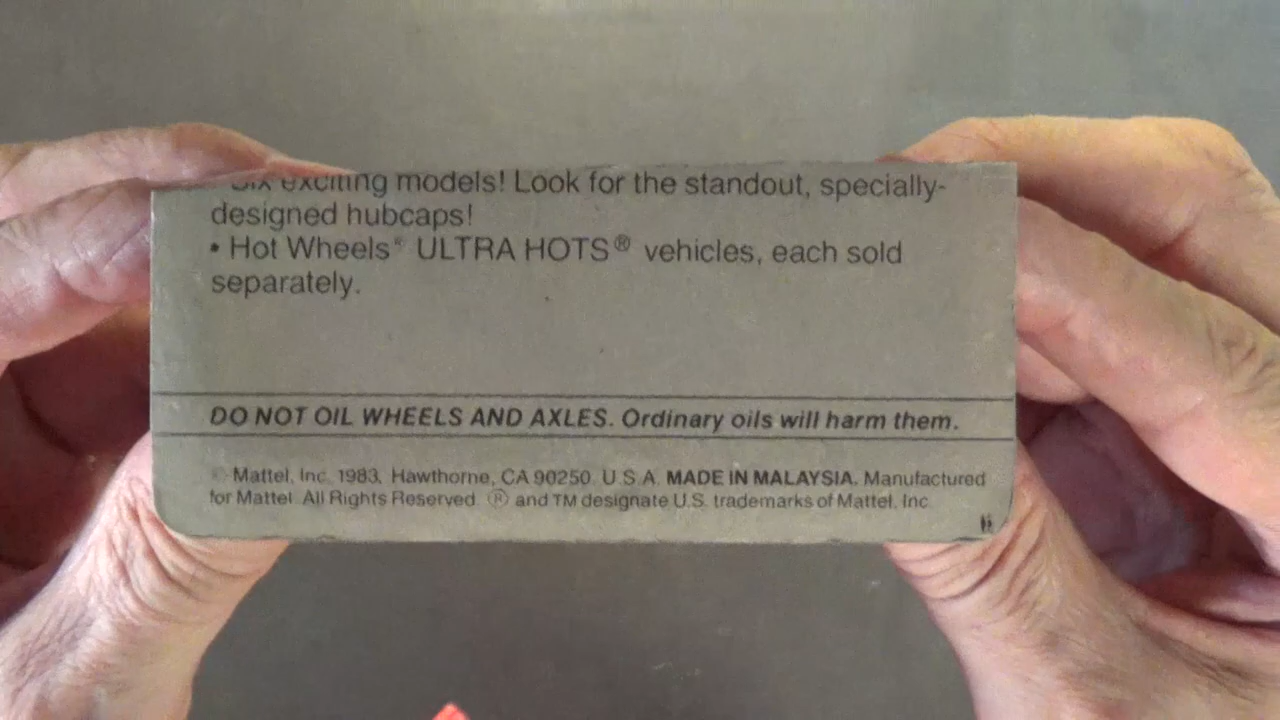 Six exciting models! Look for the standout, specially-
designed hubcaps!
• Hot Wheels® ULTRA HOTS® vehicles, each sold
separately.
DO NOT OIL WHEELS AND AXLES. Ordinary oils will harm them.
© Mattel, Inc. 1983, Hawthorne, CA 90250. U.S.A. MADE IN MALAYSIA. Manufactured
for Mattel. All Rights Reserved. ® and TM designate U.S. trademarks of Mattel, Inc.